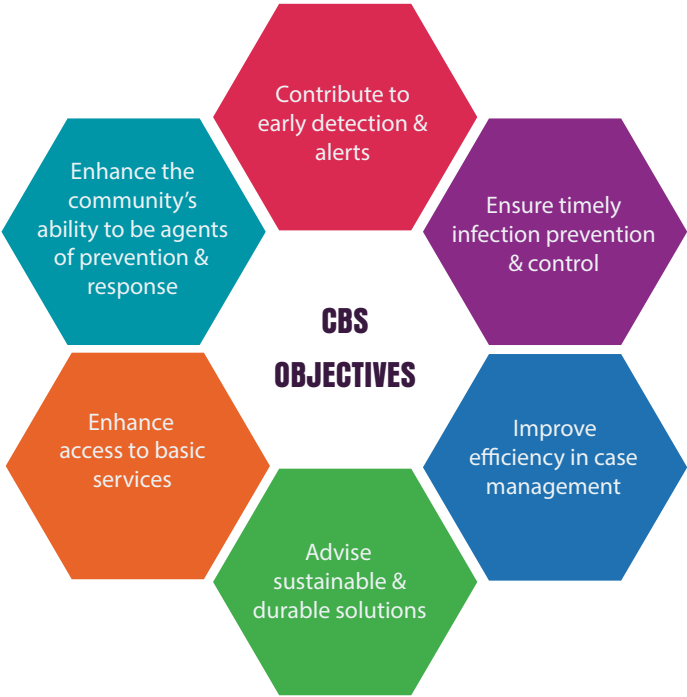 Contribute to
early detection &
alerts
Ensure timely
infection prevention
& control
Improve
efficiency in case
management
Advise
sustainable &
durable solutions
Enhance
access to basic
services
Enhance the
community's
ability to be agents
of prevention &
response
CBS
OBJECTIVES